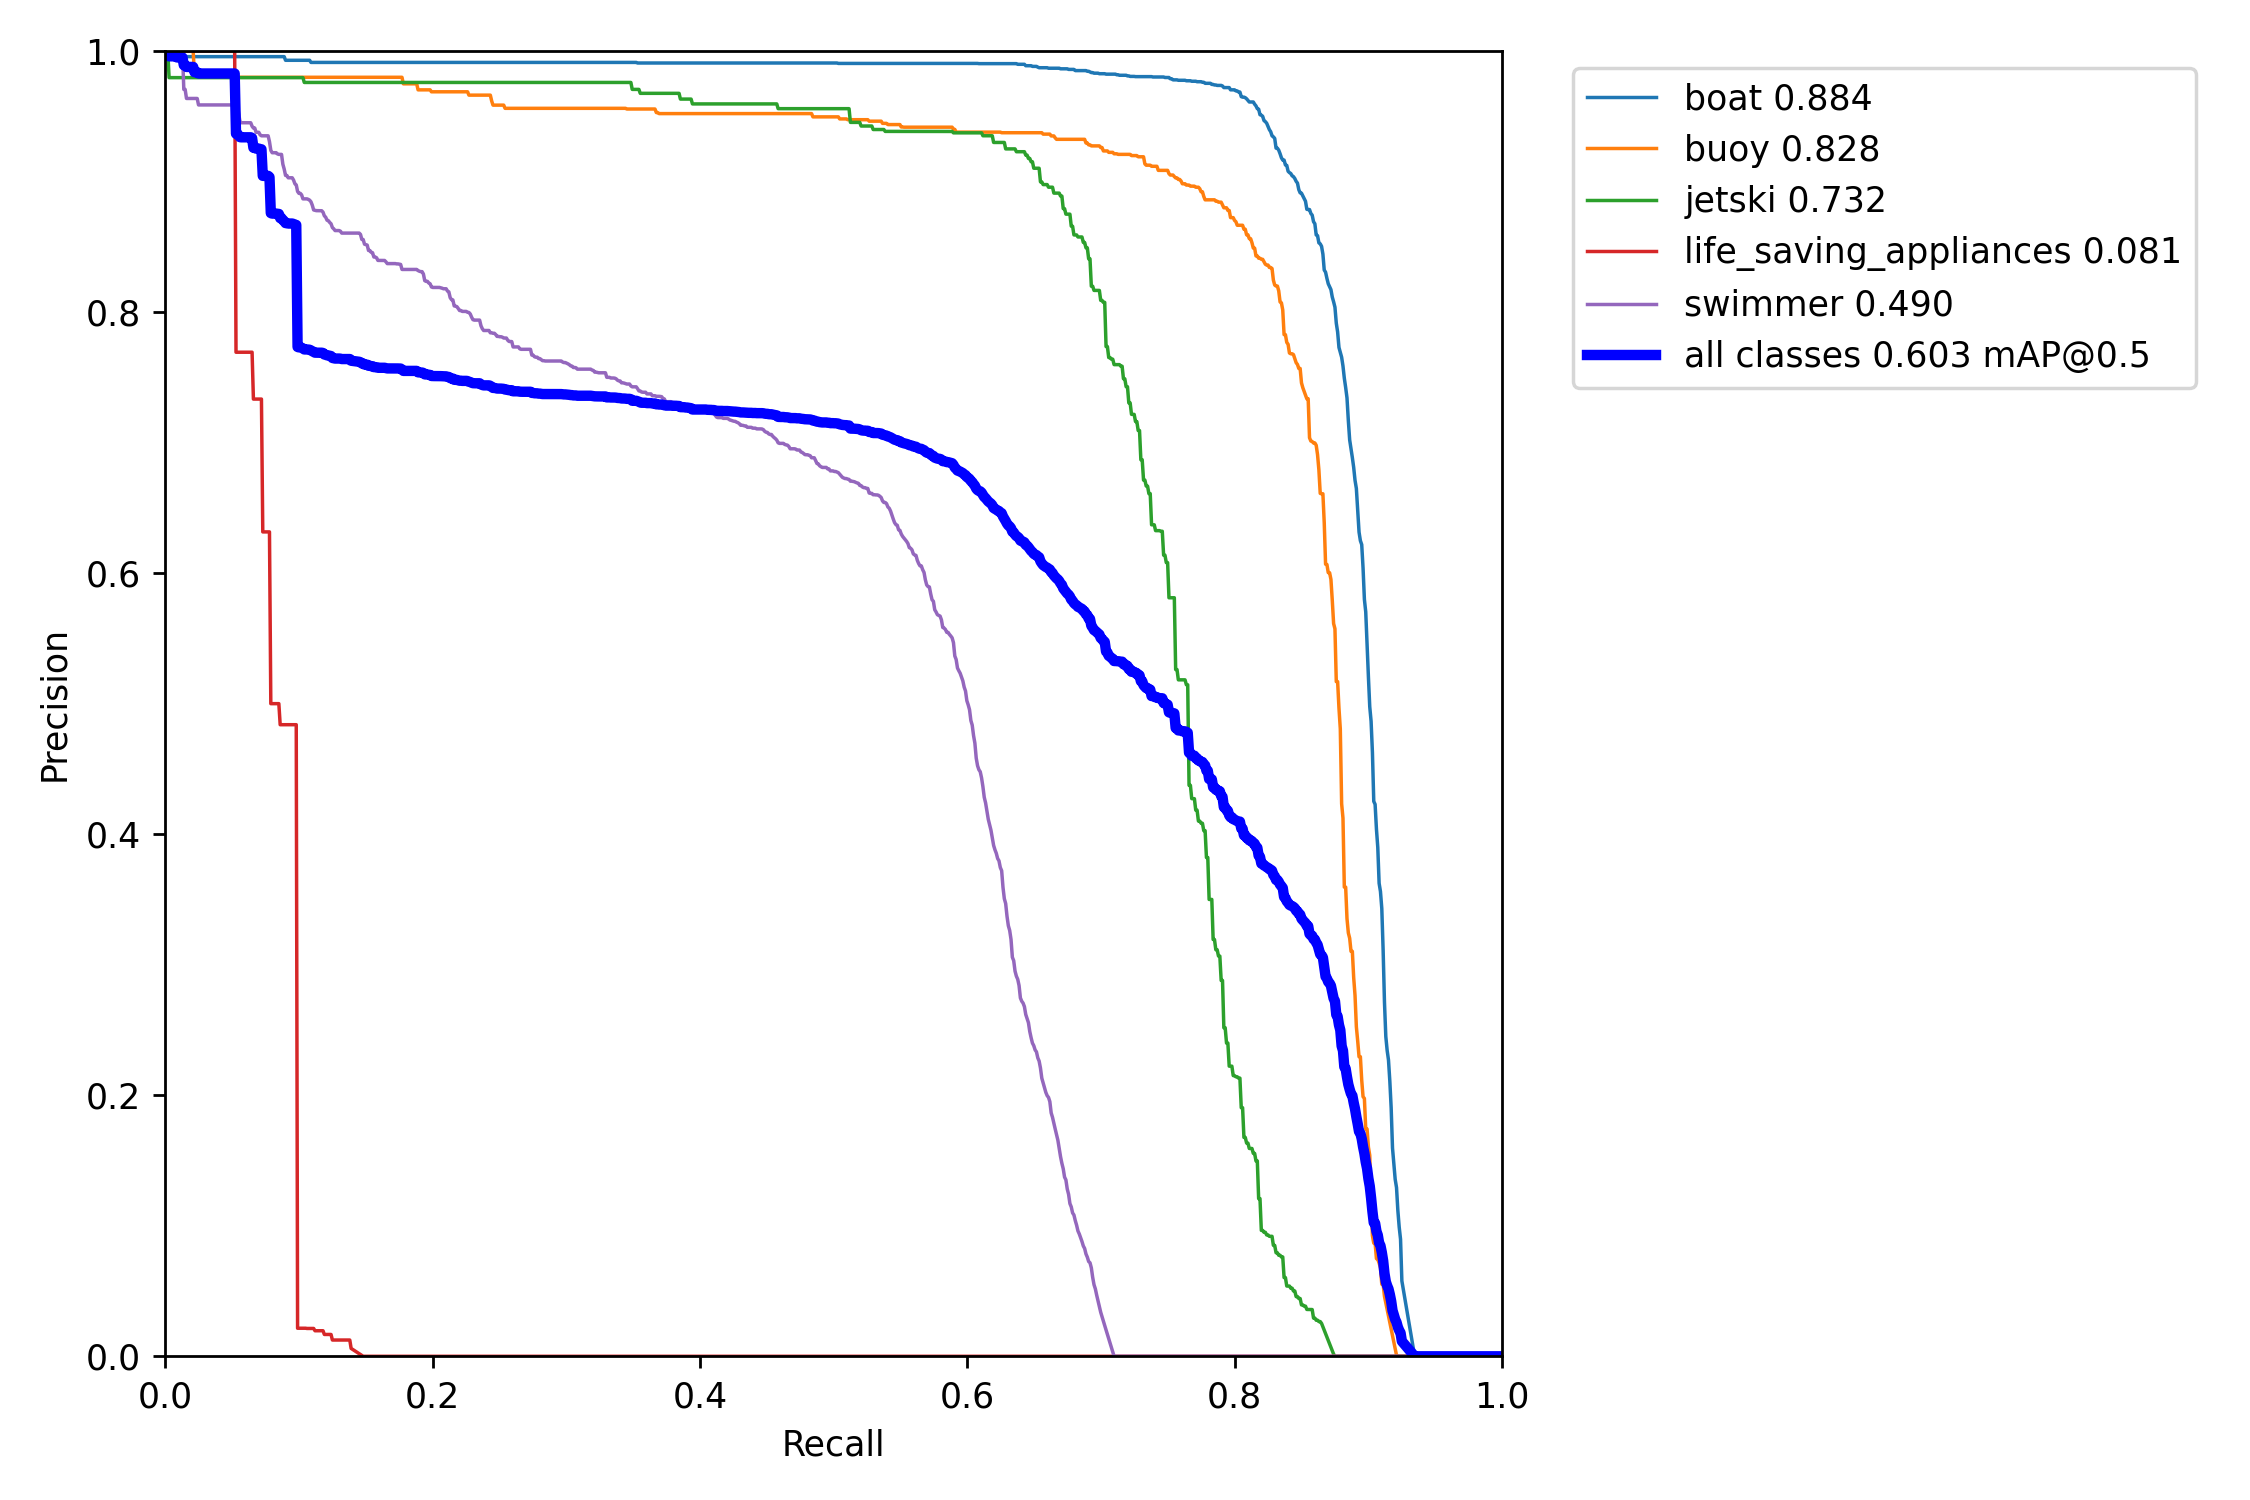 1.0
0.8
0.6
0.4
0.2
0.0
Precision
0.0 0.2 0.4 0.6 0.8 1.0
Recall
boat 0.884
buoy 0.828
jetski 0.732
life_saving_appliances 0.081
swimmer 0.490
all classes 0.603 mAP@0.5